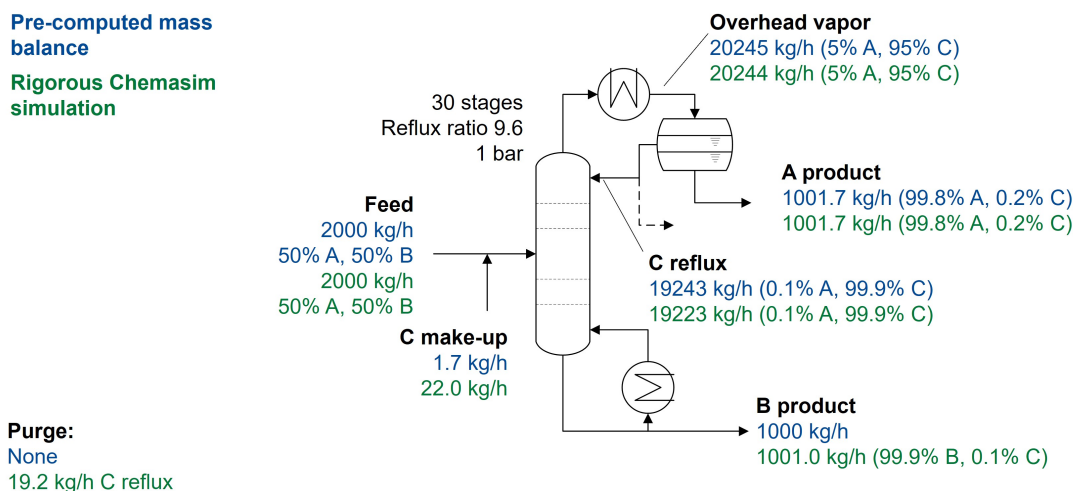 Pre-computed mass
balance
Rigorous Chemasim
simulation
Overhead vapor
20245 kg/h (5% A, 95% C)
20244 kg/h (5% A, 95% C)
30 stages
Reflux ratio 9.6
1 bar
A product
1001.7 kg/h (99.8% A, 0.2% C)
1001.7 kg/h (99.8% A, 0.2% C)
Feed
2000 kg/h
50% A, 50% B
2000 kg/h
50% A, 50% B
C reflux
19243 kg/h (0.1% A, 99.9% C)
19223 kg/h (0.1% A, 99.9% C)
C make-up
1.7 kg/h
22.0 kg/h
B product
1000 kg/h
1001.0 kg/h (99.9% B, 0.1% C)
Purge:
None
19.2 kg/h C reflux